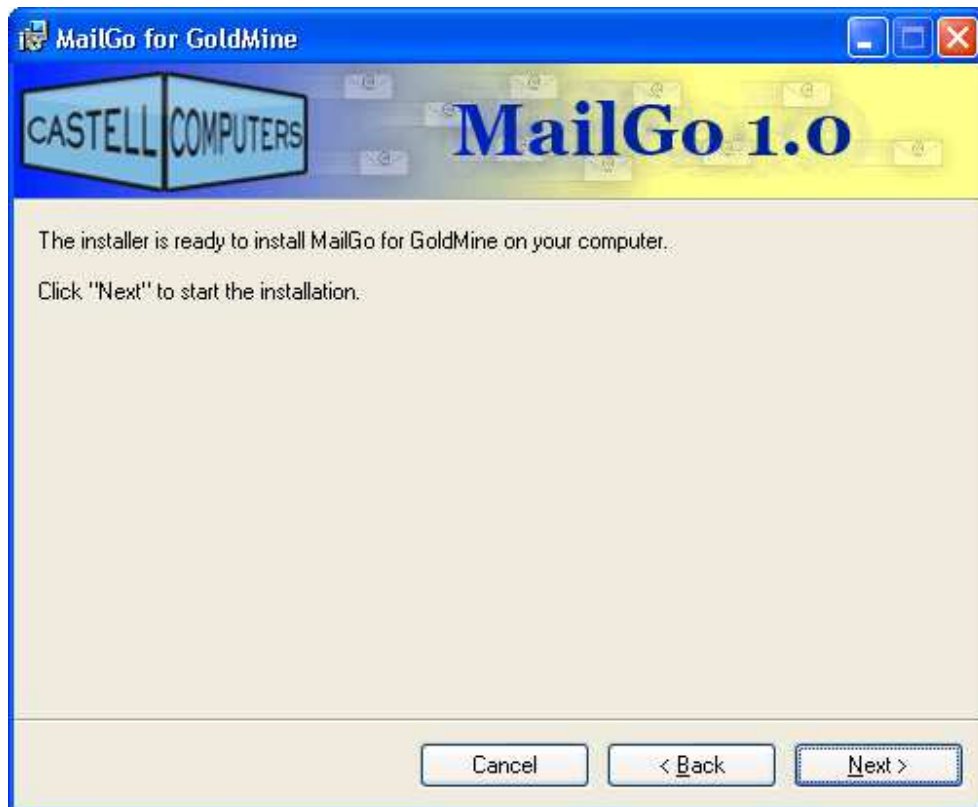 MailGo for GoldMine
CASTELL COMPUTERS
MailGo 1.0
The installer is ready to install MailGo for GoldMine on your computer.
Click "Next" to start the installation.
Cancel
< Back
Next >